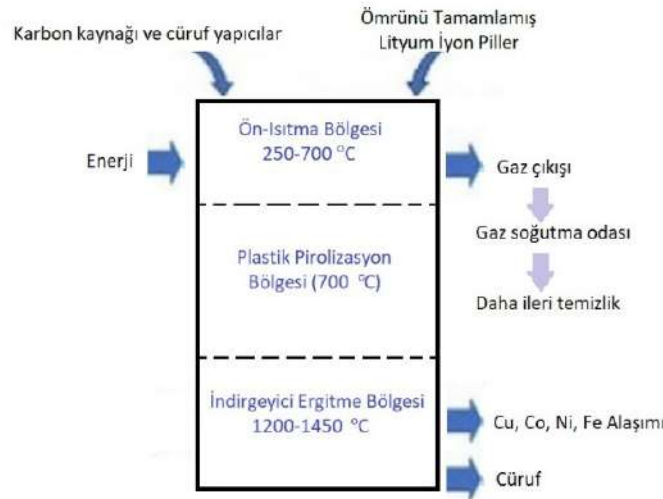 Karbon kaynağı ve cüruf yapıcılar
Ömrünü Tamamlamış
Lityum İyon Piller
Ön-Isıtma Bölgesi
250-700 °C
Enerji
Gaz çıkışı
Gaz soğutma odası
Plastik Pirolizasyon
Bölgesi (700 °C)
Daha ileri temizlik
İndirgeyici Ergitme Bölgesi
1200-1450 °C
Cu, Co, Ni, Fe Alaşımı
Cüruf